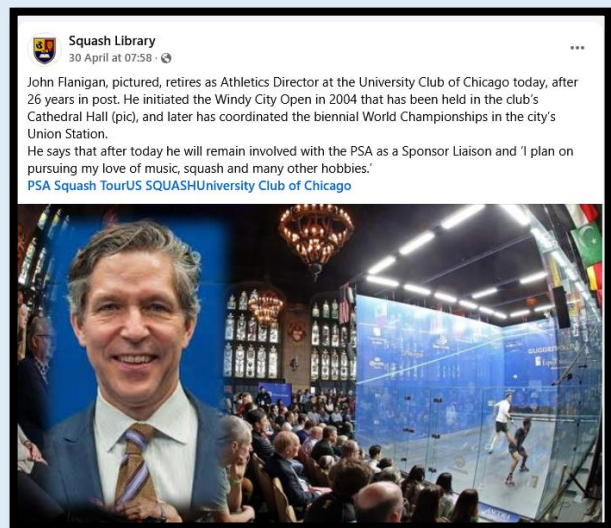 Squash Library
30 April at 07:58 ·
John Flanigan, pictured, retires as Athletics Director at the University Club of Chicago today, after
26 years in post. He initiated the Windy City Open in 2004 that has been held in the club's
Cathedral Hall (pic), and later has coordinated the biennial World Championships in the city's
Union Station.
He says that after today he will remain involved with the PSA as a Sponsor Liaison and 'I plan on
pursuing my love of music, squash and many other hobbies.'
PSA Squash TourUS SQUASHUniversity Club of Chicago